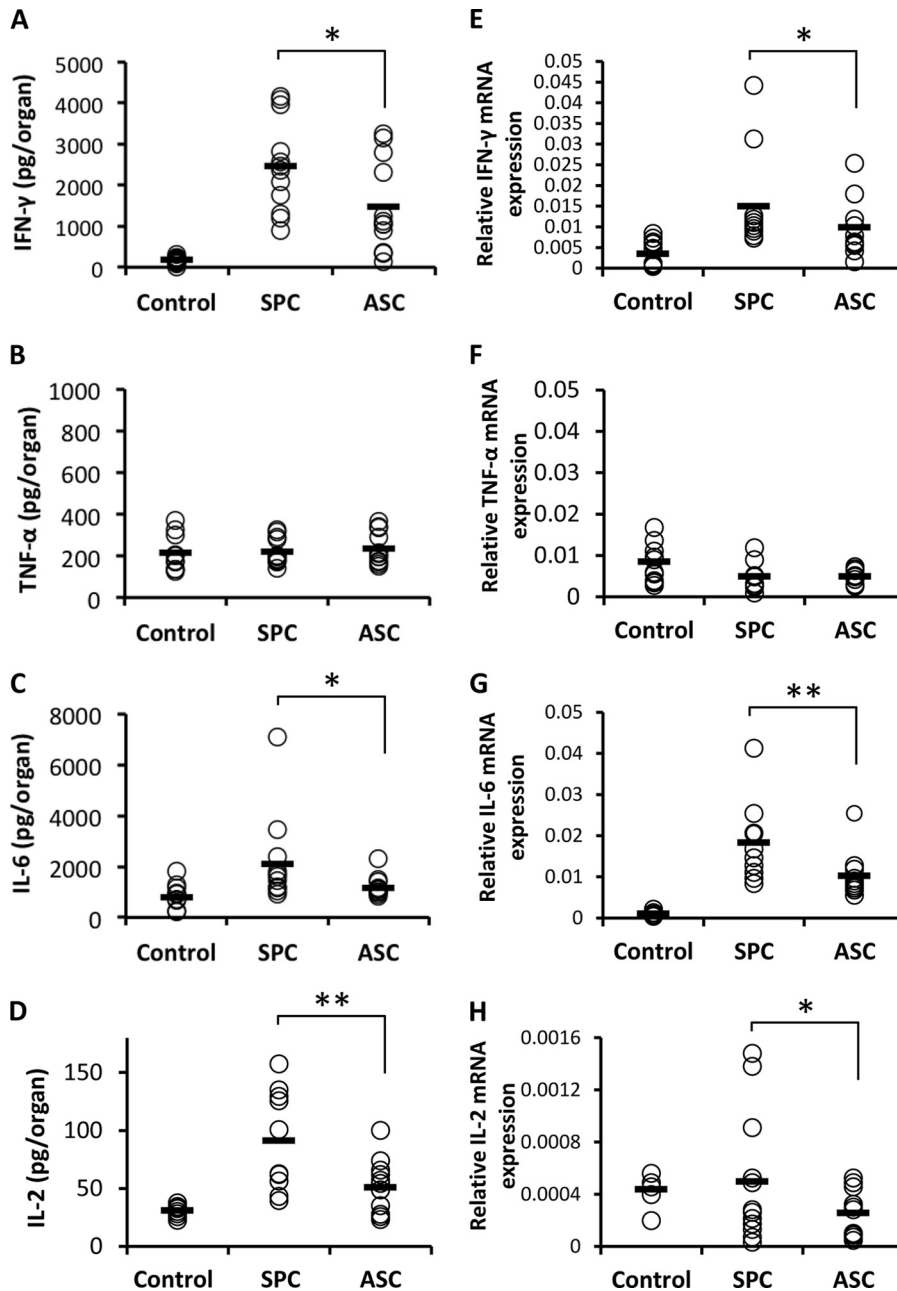 A
*
IFN-γ (pg/organ)
5000
4000
3000
2000
1000
0
Control SPC ASC
E
*
Relative IFN-γ mRNA
expression
0.05
0.045
0.04
0.035
0.03
0.025
0.02
0.015
0.01
0.005
0
Control SPC ASC
B
TNF-α (pg/organ)
1000
800
600
400
200
0
Control SPC ASC
F
Relative TNF-α mRNA
expression
0.05
0.04
0.03
0.02
0.01
0
Control SPC ASC
C
*
IL-6 (pg/organ)
8000
6000
4000
2000
0
Control SPC ASC
G
**
Relative IL-6 mRNA
expression
0.05
0.04
0.03
0.02
0.01
0
Control SPC ASC
D
**
IL-2 (pg/organ)
150
100
50
0
Control SPC ASC
H
*
Relative IL-2 mRNA
expression
0.0016
0.0012
0.0008
0.0004
0
Control SPC ASC